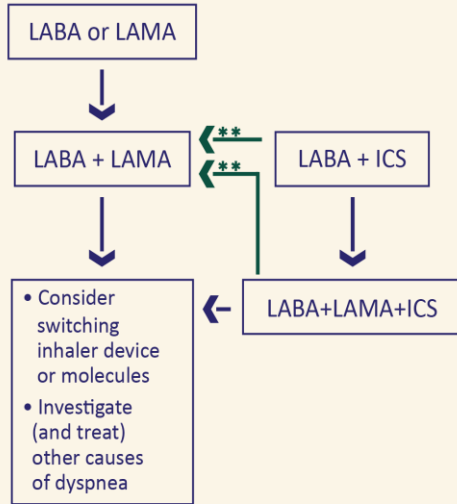 LABA or LAMA
**
LABA + LAMA
LABA + ICS
**
• Consider
switching
inhaler device
or molecules
LABA+LAMA+ICS
• Investigate
(and treat)
other causes
of dyspnea